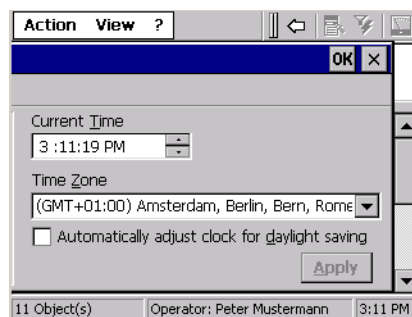 Action View ?
OK ×
Current Time
3 :11:19 PM
Time Zone
(GMT+01:00) Amsterdam, Berlin, Bern, Rome
Automatically adjust clock for daylight saving
Apply
11 Object(s) Operator: Peter Mustermann 3:11 PM